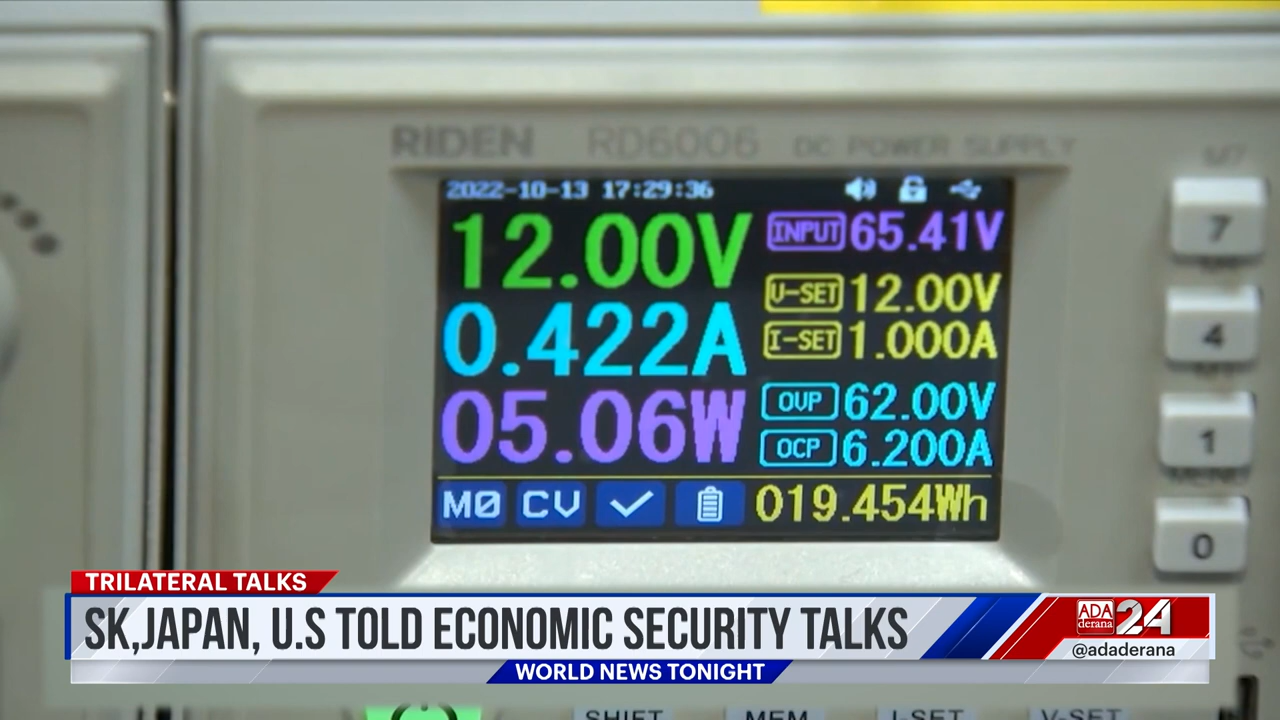 RIDEN RD6006 DC POWER SUPPLY
M7
2022-10-13 17:29:36
12.00V
INPUT 65.41V
7
V-SET 12.00V
0.422A
I-SET 1.000A
4
05.06W
OVP 62.00V
OCP 6.200A
1
MENU
M0 CV 019.454Wh
0
TRILATERAL TALKS
SK,JAPAN, U.S TOLD ECONOMIC SECURITY TALKS
ADA derana 24
@adaderana
WORLD NEWS TONIGHT
SHIFT MEM I-SET V-SET